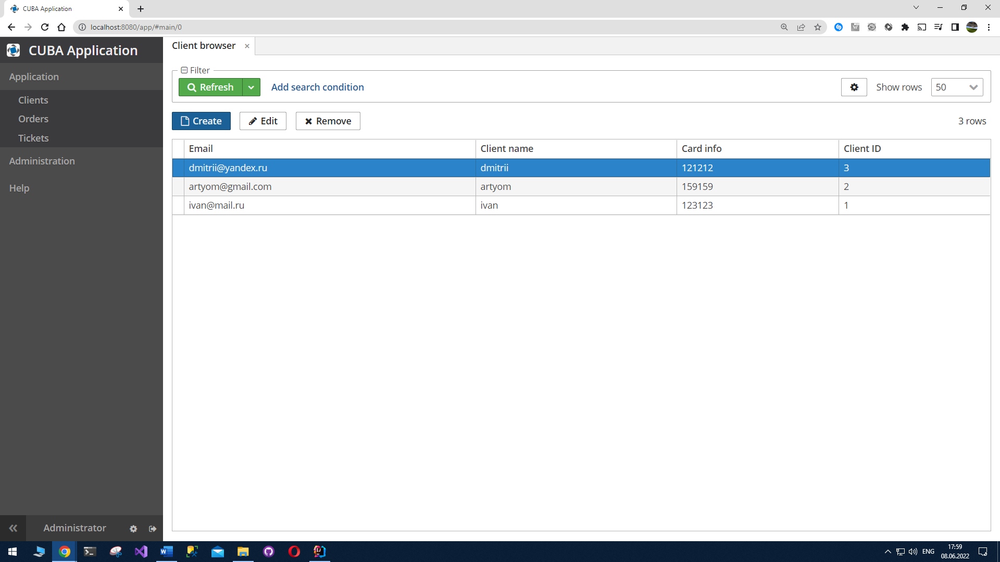 CUBA Application
localhost:8080/app/#main/0
CUBA Application
Application
Clients
Orders
Tickets
Administration
Help
Administrator
Client browser
Filter
Refresh
Add search condition
Show rows
50
Create
Edit
Remove
3 rows
Email Client name Card info Client ID
dmitrii@yandex.ru dmitrii 121212 3
artyom@gmail.com artyom 159159 2
ivan@mail.ru ivan 123123 1
ENG
17:59
08.06.2022